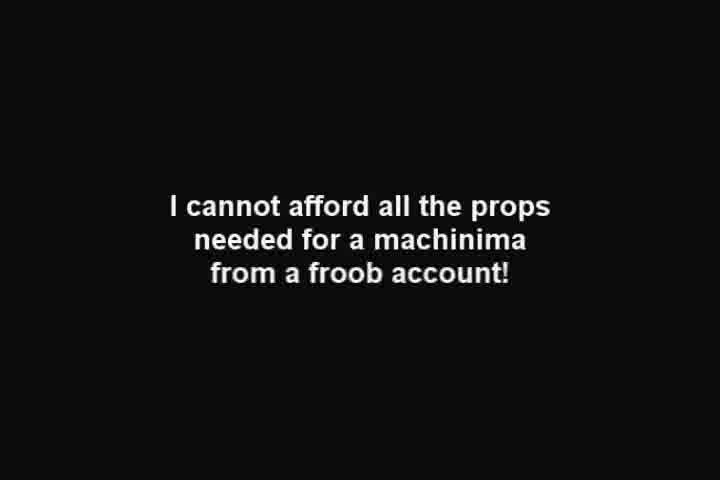 I cannot afford all the props
needed for a machinima
from a froob account!